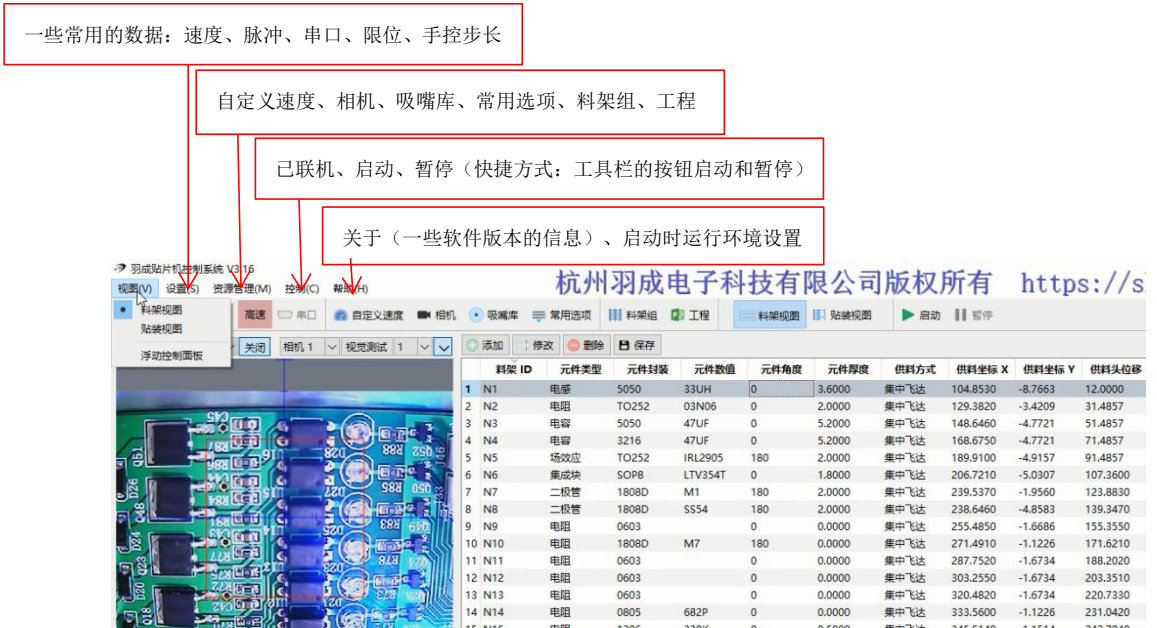 一些常用的数据：速度、脉冲、串口、限位、手控步长
自定义速度、相机、吸嘴库、常用选项、料架组、工程
已联机、启动、暂停（快捷方式：工具栏的按钮启动和暂停）
关于（一些软件版本的信息）、启动时运行环境设置
羽成贴片机控制系统 V3.16
杭州羽成电子科技有限公司版权所有 https://s
视图(V) 设置(S) 资源管理(M) 控制(C) 帮助(H)
料架视图
贴装视图
浮动控制面板
高速 串口 自定义速度 相机 吸嘴库 常用选项 料架组 工程 料架视图 贴装视图 启动 暂停
关闭 相机 1 视觉测试 1 添加 修改 删除 保存
料架 ID 元件类型 元件封装 元件数值 元件角度 元件厚度 供料方式 供料坐标 X 供料坐标 Y 供料头位移
1 N1 电感 5050 33UH 0 3.6000 集中飞达 104.8530 -8.7663 12.0000
2 N2 电阻 TO252 03N06 0 2.0000 集中飞达 129.3820 -3.4209 31.4857
3 N3 电容 5050 47UF 0 5.2000 集中飞达 148.6460 -4.7721 51.4857
4 N4 电容 3216 47UF 0 5.2000 集中飞达 168.6750 -4.7721 71.4857
5 N5 场效应 TO252 IRL2905 180 2.0000 集中飞达 189.9100 -4.9157 91.4857
6 N6 集成块 SOP8 LTV354T 0 1.8000 集中飞达 206.7210 -5.0307 107.3600
7 N7 二极管 1808D M1 180 2.0000 集中飞达 239.5370 -1.9560 123.8830
8 N8 二极管 1808D SS54 180 2.0000 集中飞达 238.6460 -4.8583 139.3470
9 N9 电阻 0603 0 0.0000 集中飞达 255.4850 -1.6686 155.3550
10 N10 电阻 1808D M7 180 0.0000 集中飞达 271.4910 -1.1226 171.6210
11 N11 电阻 0603 0 0.0000 集中飞达 287.7520 -1.6734 188.2020
12 N12 电阻 0603 0 0.0000 集中飞达 303.2550 -1.6734 203.3510
13 N13 电阻 0603 0 0.0000 集中飞达 320.4820 -1.6734 220.7330
14 N14 电阻 0805 682P 0 0.0000 集中飞达 333.5600 -1.1226 231.0420